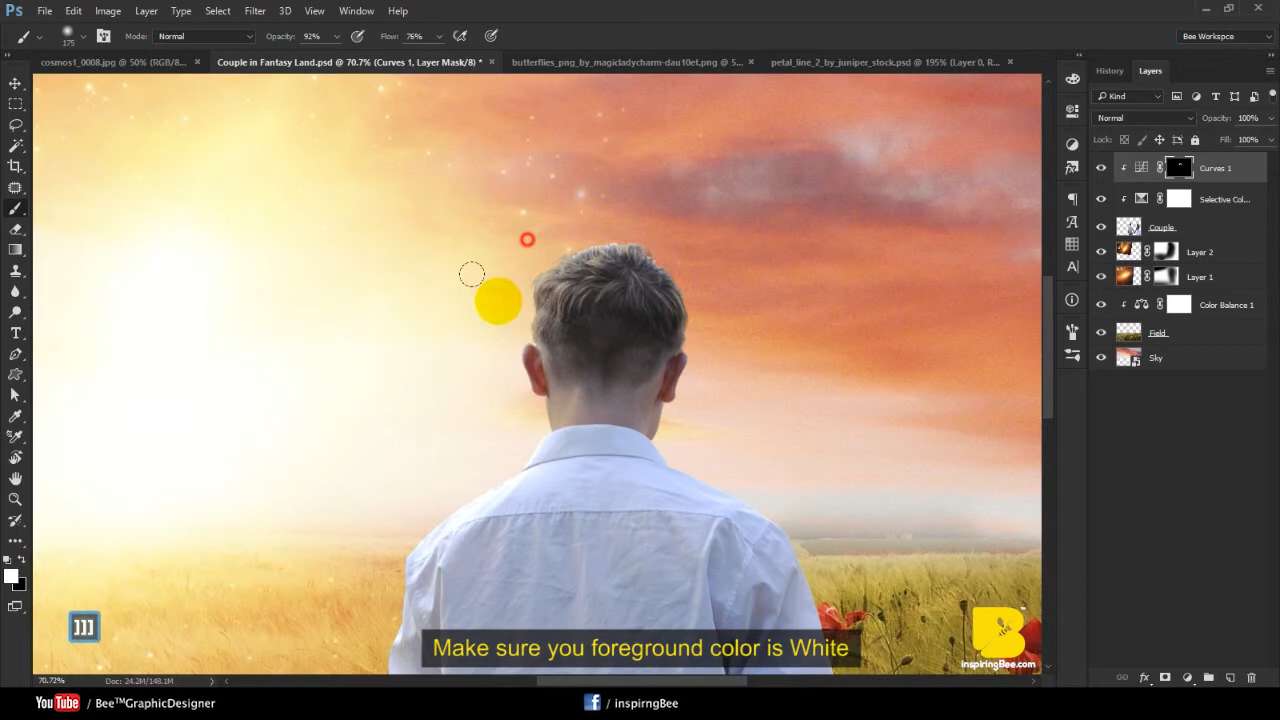 Ps File Edit Image Layer Type Select Filter 3D View Window Help
175 Mode: Normal Opacity: 92% Flow: 76% Bee Workspce
cosmos1_0008.jpg @ 50% (RGB/8... × Couple in Fantasy Land.psd @ 70.7% (Curves 1, Layer Mask/8) * × butterflies_png_by_magicladycharm-dau10ef.png @ 5... × petal_line_2_by_juniper_stock.psd @ 195% (Layer 0, R... ×
History Layers
Kind
Normal Opacity: 100%
Lock: Fill: 100%
Curves 1
Selective Col...
Couple
Layer 2
Layer 1
Color Balance 1
Field
Sky
]]]
Make sure you foreground color is White
B
inspiringBee.com
70.72% Doc: 24.2M/148.1M
YouTube / Bee™GraphicDesigner f / inspirngBee